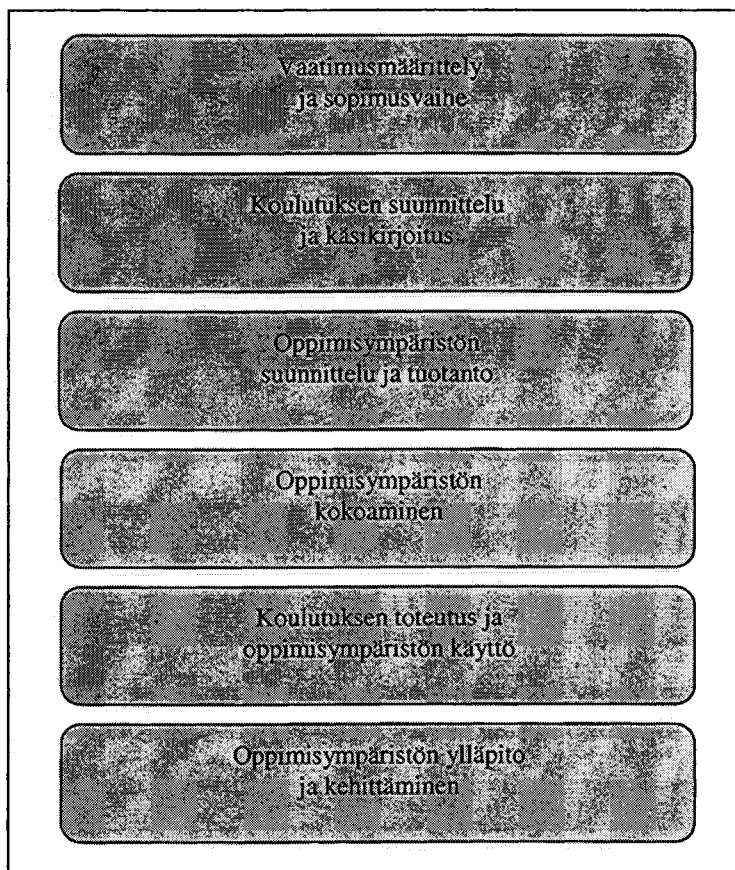 Vaatimusmäärittely
ja sopimusvaihe
Koulutuksen suunnittelu
ja käsikirjoitus
Oppimisympäristön
suunnittelu ja tuotanto
Oppimisympäristön
kokoaminen
Koulutuksen toteutus ja
oppimisympäristön käyttö
Oppimisympäristön ylläpito
ja kehittäminen